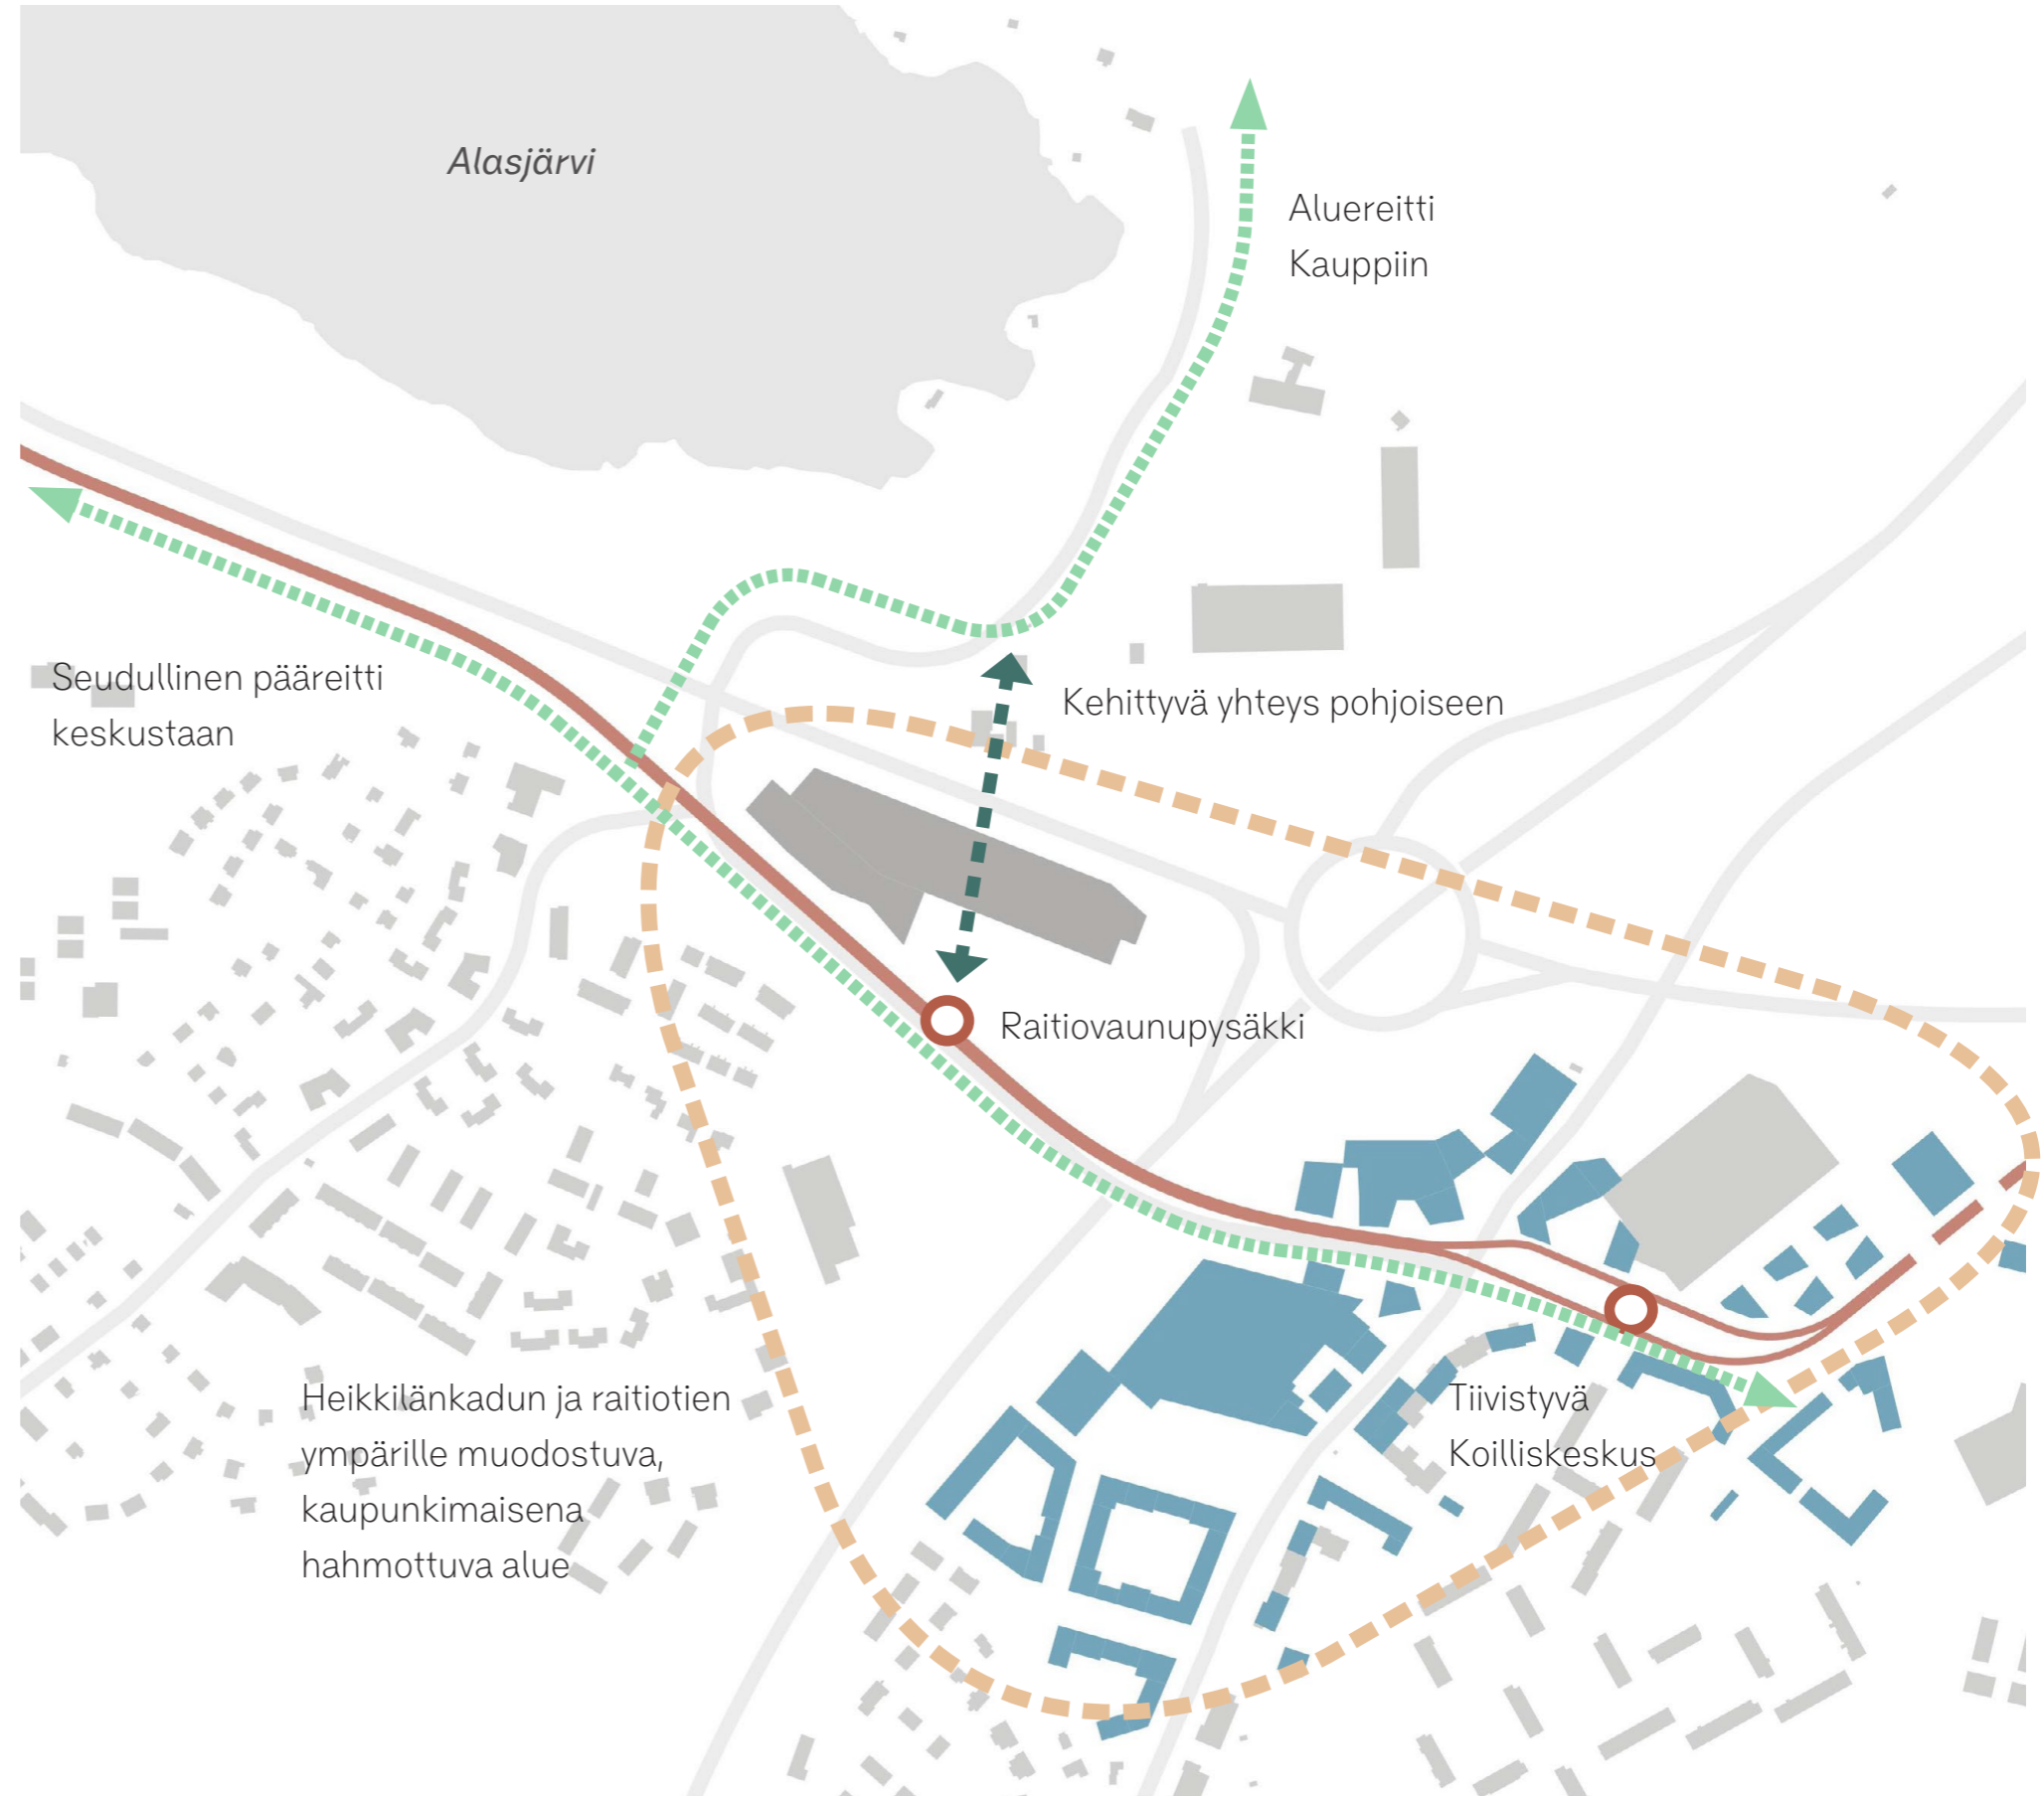 Alasjärvi
Aluereitti
Kauppiin
Seudullinen pääreitti
keskustaan
Kehittyvä yhteys pohjoiseen
Raitiovaunupysäkki
Heikkilänkadun ja raitiotien
ympärille muodostuva,
kaupunkimaisena
hahmottuva alue
Tiivistyvä
Koilliskeskus